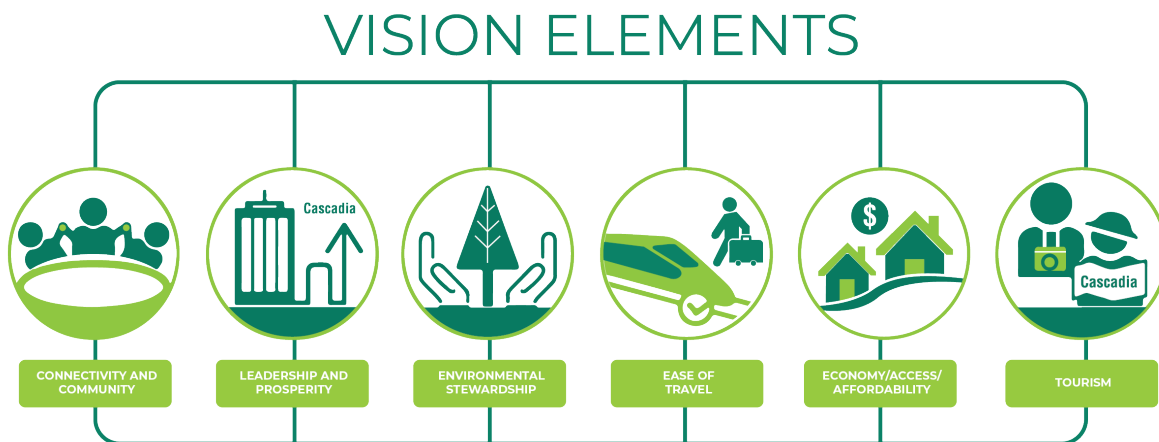 VISION ELEMENTS
Cascadia
$
Cascadia
CONNECTIVITY AND
COMMUNITY
LEADERSHIP AND
PROSPERITY
ENVIRONMENTAL
STEWARDSHIP
EASE OF
TRAVEL
ECONOMY/ACCESS/
AFFORDABILITY
TOURISM